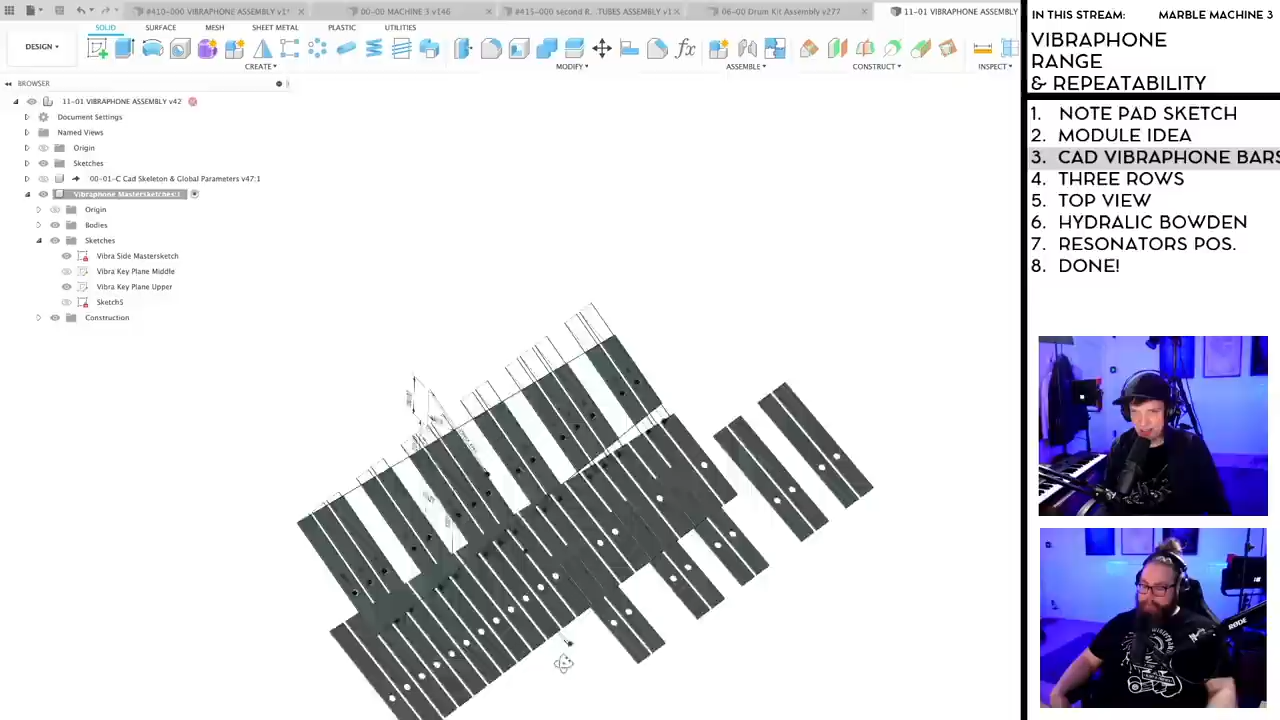 #410-000 VIBRAPHONE ASSEMBLY v1*
00-00 MACHINE 3 v146
#415-000 second R.. TUBES ASSEMBLY v1
06-00 Drum Kit Assembly v277
11-01 VIBRAPHONE ASSEMBLY
SOLID
SURFACE
MESH
SHEET METAL
PLASTIC
UTILITIES
DESIGN
CREATE
MODIFY
ASSEMBLE
CONSTRUCT
INSPECT
BROWSER
11-01 VIBRAPHONE ASSEMBLY v42
Document Settings
Named Views
Origin
Sketches
00-01-C Cad Skeleton & Global Parameters v47:1
Vibraphone Mastersketches:1
Origin
Bodies
Sketches
Vibra Side Mastersketch
Vibra Key Plane Middle
Vibra Key Plane Upper
Sketch5
Construction
IN THIS STREAM: MARBLE MACHINE 3
VIBRAPHONE
RANGE
& REPEATABILITY
1. NOTE PAD SKETCH
2. MODULE IDEA
3. CAD VIBRAPHONE BARS
4. THREE ROWS
5. TOP VIEW
6. HYDRALIC BOWDEN
7. RESONATORS POS.
8. DONE!
RODE